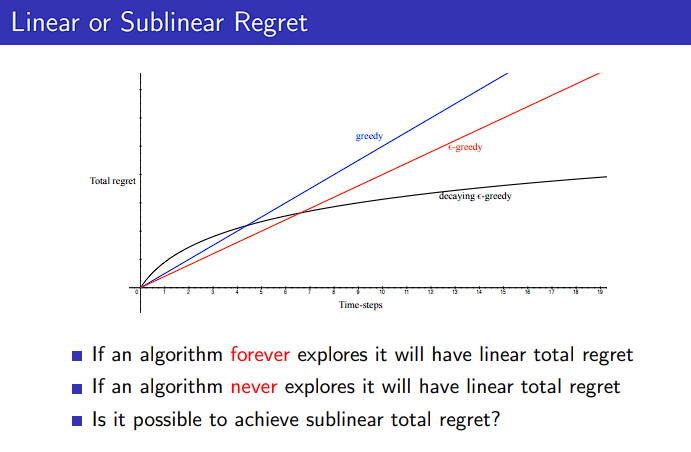 Linear or Sublinear Regret
greedy
ϵ-greedy
Total regret
decaying ϵ-greedy
0 1 2 3 4 5 6 7 8 9 10 11 12 13 14 15 16 17 18 19
Time-steps
If an algorithm forever explores it will have linear total regret
If an algorithm never explores it will have linear total regret
Is it possible to achieve sublinear total regret?